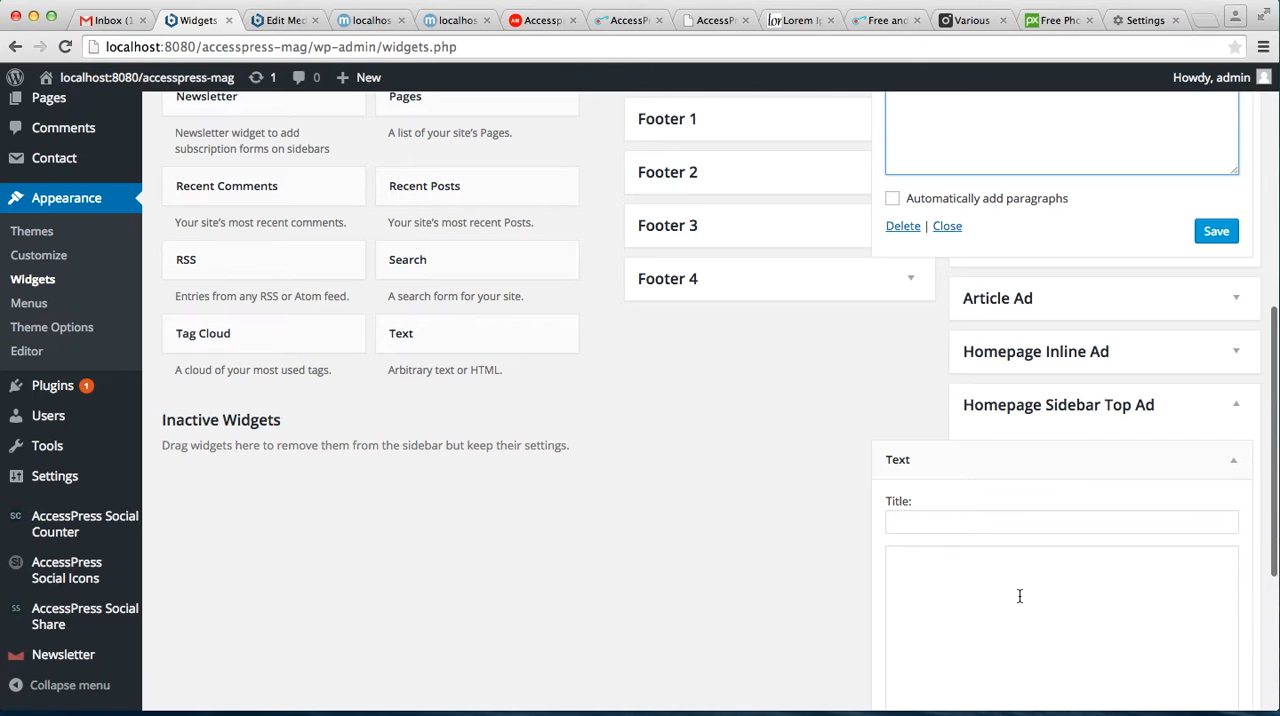 Inbox (1
Widgets
Edit Med
localhos
localhos
Accessp
AccessP
AccessP
Lorem Ip
Free and
Various
Free Pho
Settings
localhost:8080/accesspress-mag/wp-admin/widgets.php
localhost:8080/accesspress-mag
1
0
New
Howdy, admin
Pages
Comments
Contact
Appearance
Themes
Customize
Widgets
Menus
Theme Options
Editor
Plugins 1
Users
Tools
Settings
AccessPress Social
Counter
AccessPress
Social Icons
AccessPress Social
Share
Newsletter
Collapse menu
Newsletter
Newsletter widget to add
subscription forms on sidebars
Pages
A list of your site's Pages.
Recent Comments
Your site's most recent comments.
Recent Posts
Your site's most recent Posts.
RSS
Entries from any RSS or Atom feed.
Search
A search form for your site.
Tag Cloud
A cloud of your most used tags.
Text
Arbitrary text or HTML.
Inactive Widgets
Drag widgets here to remove them from the sidebar but keep their settings.
Footer 1
Footer 2
Footer 3
Footer 4
Automatically add paragraphs
Delete | Close
Save
Article Ad
Homepage Inline Ad
Homepage Sidebar Top Ad
Text
Title: